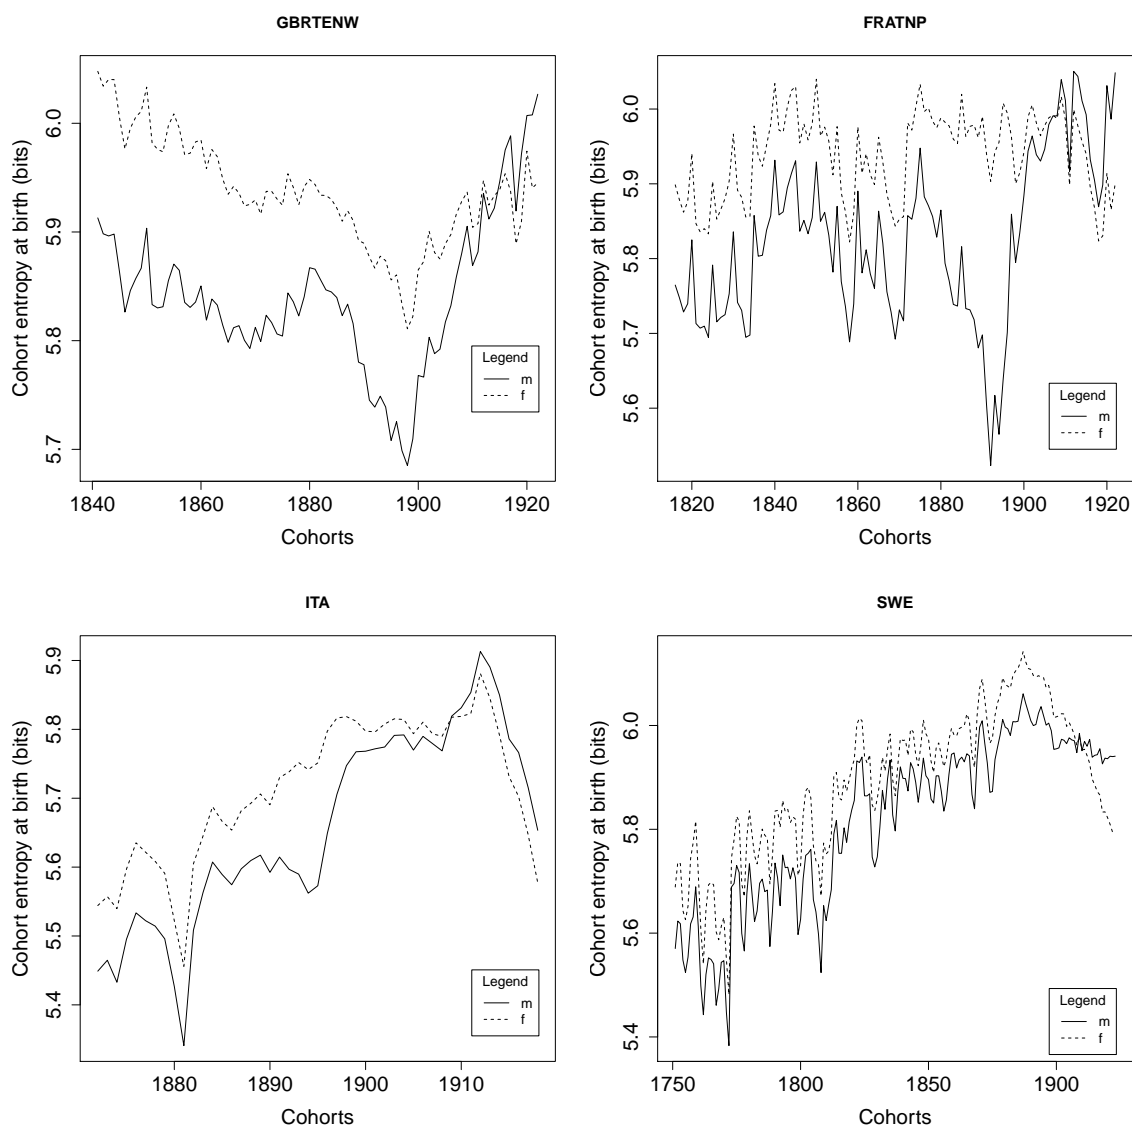 GBRTENW
Cohort entropy at birth (bits)
6.0
5.9
5.8
5.7
Legend
m
f
1840 1860 1880 1900 1920
Cohorts
FRATNP
Cohort entropy at birth (bits)
6.0
5.9
5.8
5.7
5.6
Legend
m
f
1820 1840 1860 1880 1900 1920
Cohorts
ITA
Cohort entropy at birth (bits)
5.9
5.8
5.7
5.6
5.5
5.4
Legend
m
f
1880 1890 1900 1910
Cohorts
SWE
Cohort entropy at birth (bits)
6.0
5.8
5.6
5.4
Legend
m
f
1750 1800 1850 1900
Cohorts